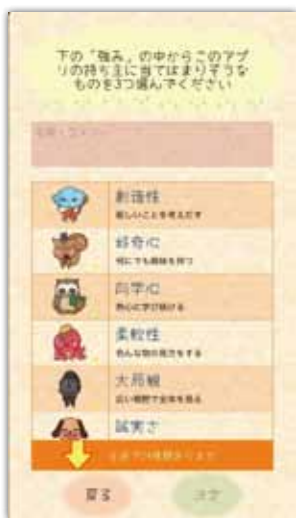 下の「強み」の中からこのアプ
リの持ち主に当てはまりそうな
ものを3つ選んでください
創造性
新しいことを考えだす
好奇心
何にでも興味を持つ
向学心
熱心に学び続ける
柔軟性
色んな物の見方をする
大局観
広い視野で全体を見る
誠実さ
戻る
決定